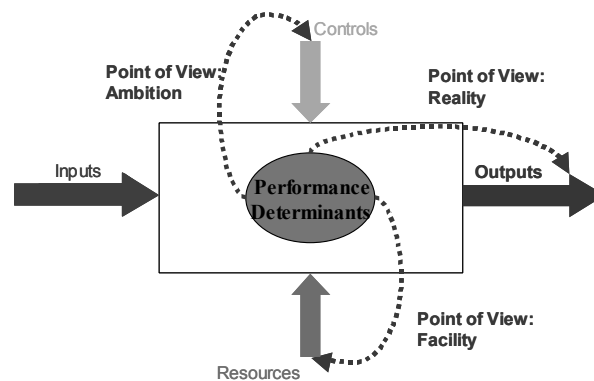 Controls
Point of View:
Ambition
Point of View:
Reality
Inputs
Performance
Determinants
Outputs
Point of View:
Facility
Resources